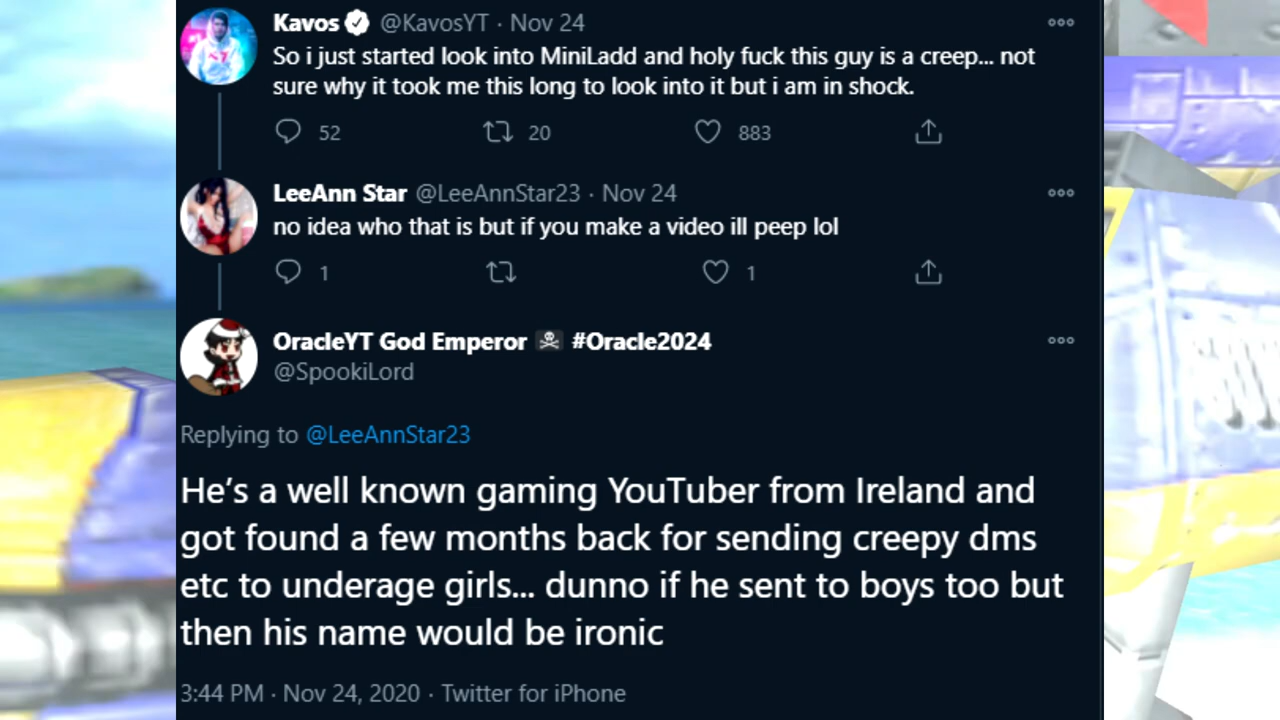 Kavos @KavosYT · Nov 24
So i just started look into MiniLadd and holy fuck this guy is a creep... not
sure why it took me this long to look into it but i am in shock.
52 20 883
LeeAnn Star @LeeAnnStar23 · Nov 24
no idea who that is but if you make a video ill peep lol
1 1
OracleYT God Emperor ☠ #Oracle2024
@SpookiLord
Replying to @LeeAnnStar23
He’s a well known gaming YouTuber from Ireland and
got found a few months back for sending creepy dms
etc to underage girls... dunno if he sent to boys too but
then his name would be ironic
3:44 PM · Nov 24, 2020 · Twitter for iPhone